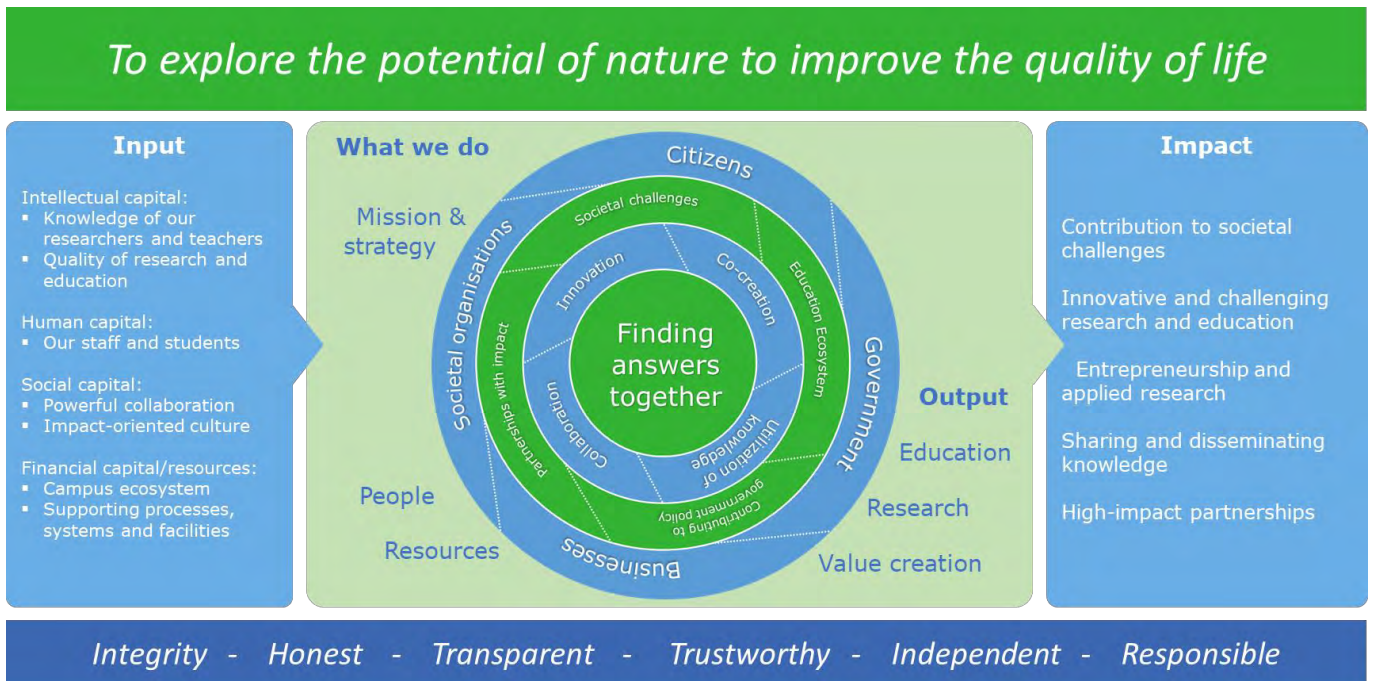 To explore the potential of nature to improve the quality of life
Input
Intellectual capital:
▪ Knowledge of our
researchers and teachers
▪ Quality of research and
education
Human capital:
▪ Our staff and students
Social capital:
▪ Powerful collaboration
▪ Impact-oriented culture
Financial capital/resources:
▪ Campus ecosystem
▪ Supporting processes,
systems and facilities
What we do
Mission &
strategy
People
Resources
Citizens
Government
Businesses
Societal organisations
Societal challenges
Education Ecosystem
Contributing to
government policy
Partnerships with impact
Innovation
Co-creation
Utilization of
knowledge
Collaboration
Finding
answers
together
Output
Education
Research
Value creation
Impact
Contribution to societal
challenges
Innovative and challenging
research and education
Entrepreneurship and
applied research
Sharing and disseminating
knowledge
High-impact partnerships
Integrity - Honest - Transparent - Trustworthy - Independent - Responsible